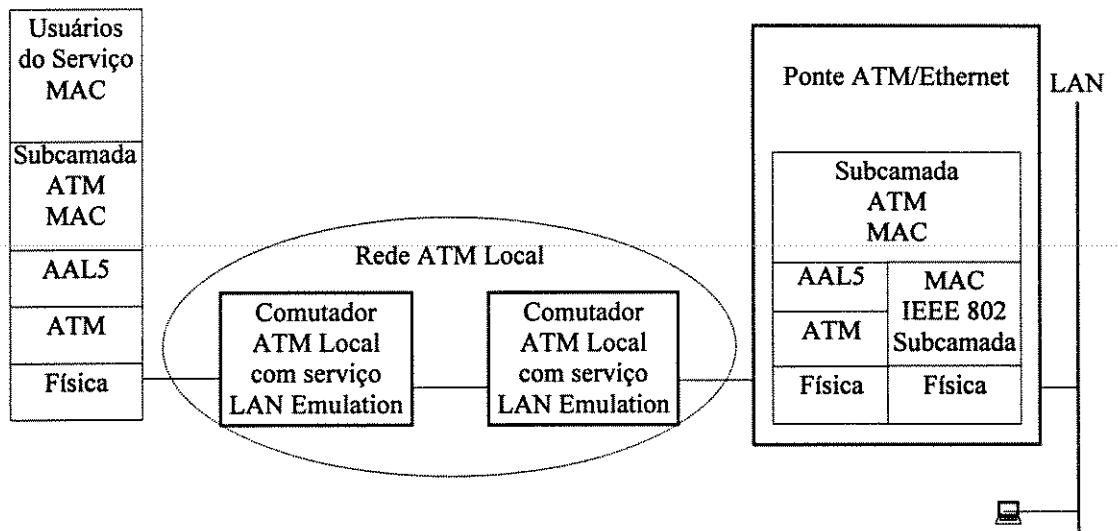 Usuários
do Serviço
MAC
Subcamada
ATM
MAC
AAL5
ATM
Física
Rede ATM Local
Comutador
ATM Local
com serviço
LAN Emulation
Comutador
ATM Local
com serviço
LAN Emulation
Ponte ATM/Ethernet
Subcamada
ATM
MAC
AAL5
ATM
Física
MAC
IEEE 802
Subcamada
Física
LAN